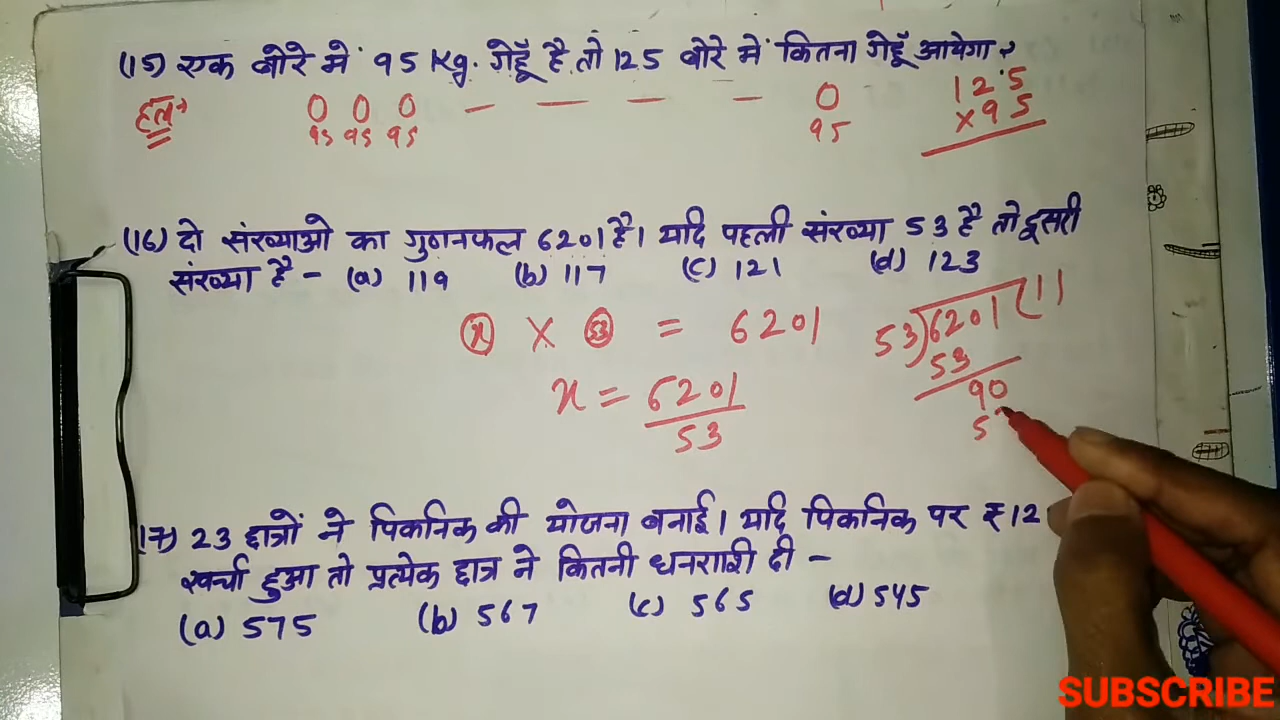 (15) एक बोरे में 95 Kg. गेहूँ है तो 125 बोरे में कितना गेहूँ आयेगा ?
हल→ 0 0 0 — — — — 0
95 95 95 95
125
×95
(16) दो संख्याओ का गुणनफल 6201 है। यदि पहली संख्या 53 है तो दूसरी
संख्या है - (a) 119 (b) 117 (c) 121 (d) 123
x × 53 = 6201
x = 6201
53
53)6201(11
53
90
5
17) 23 छात्रों ने पिकनिक की योजना बनाई। यदि पिकनिक पर ₹12
खर्चा हुआ तो प्रत्येक छात्र ने कितनी धनराशी दी -
(a) 575 (b) 567 (c) 565 (d) 545
SUBSCRIBE